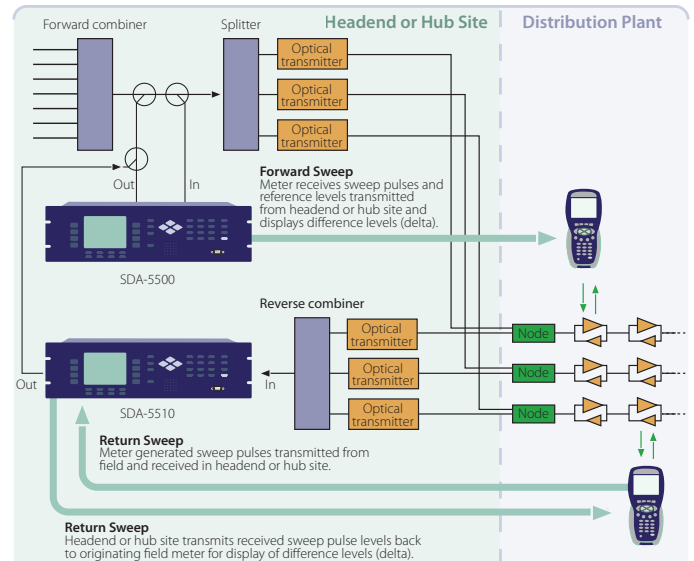 Forward combiner
Splitter
Headend or Hub Site
Distribution Plant
Optical
transmitter
Optical
transmitter
Optical
transmitter
Out
In
Forward Sweep
Meter receives sweep pulses and
reference levels transmitted
from headend or hub site and
displays difference levels (delta).
SDA-5500
Reverse combiner
Optical
transmitter
Node
Optical
transmitter
Node
Optical
transmitter
Node
In
Out
SDA-5510
Return Sweep
Meter generated sweep pulses transmitted from
field and received in headend or hub site.
Return Sweep
Headend or hub site transmits received sweep pulse levels back
to originating field meter for display of difference levels (delta).